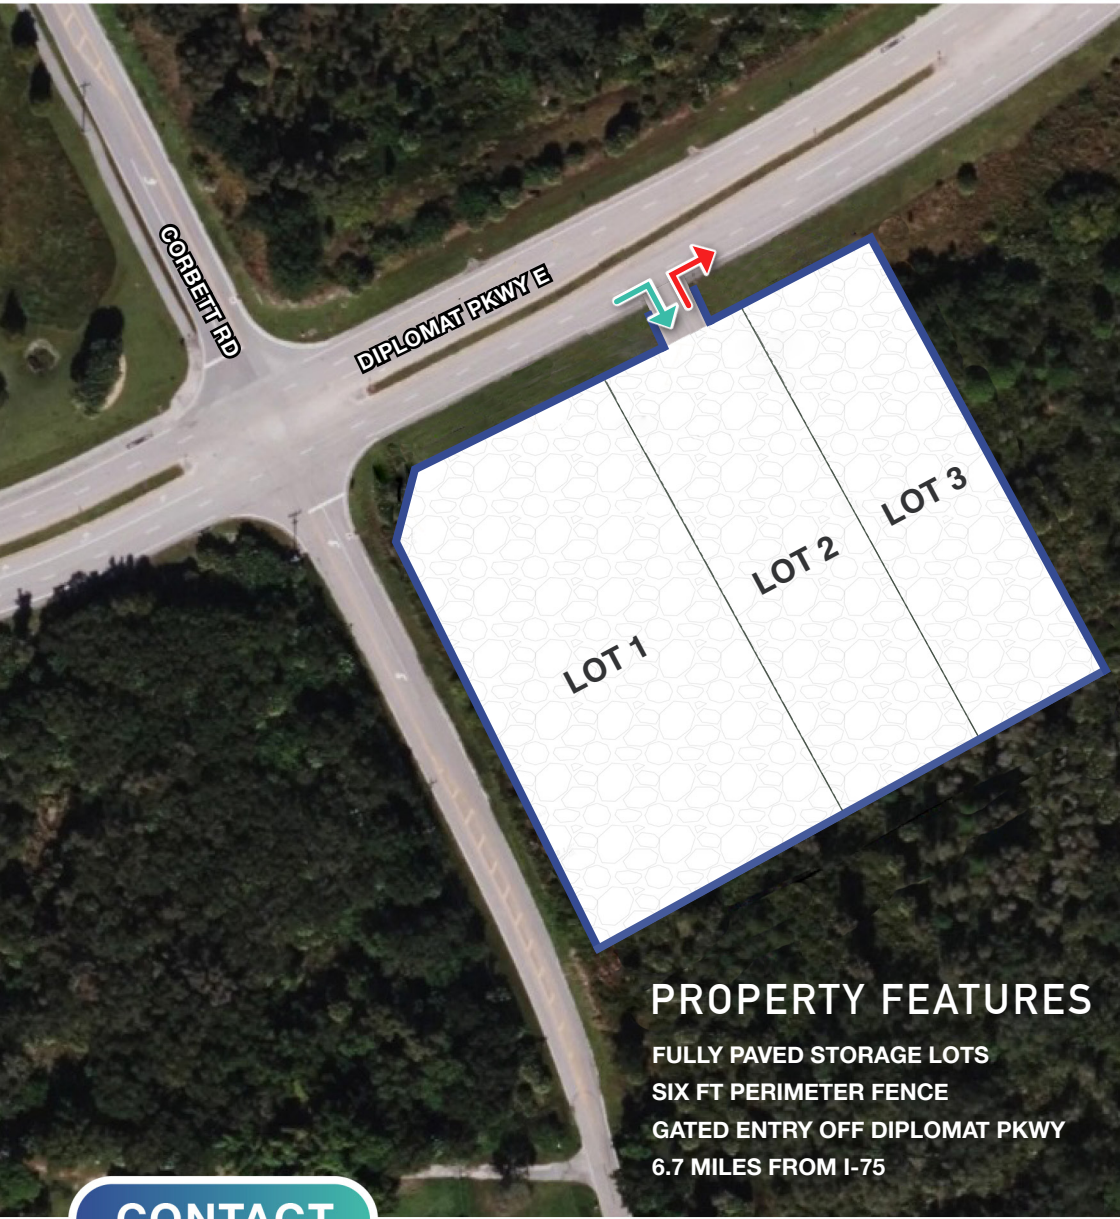 CORBETT RD
DIPLOMAT PKWY E
LOT 3
LOT 2
LOT 1
PROPERTY FEATURES
FULLY PAVED STORAGE LOTS
SIX FT PERIMETER FENCE
GATED ENTRY OFF DIPLOMAT PKWY
6.7 MILES FROM I-75
CONTACT